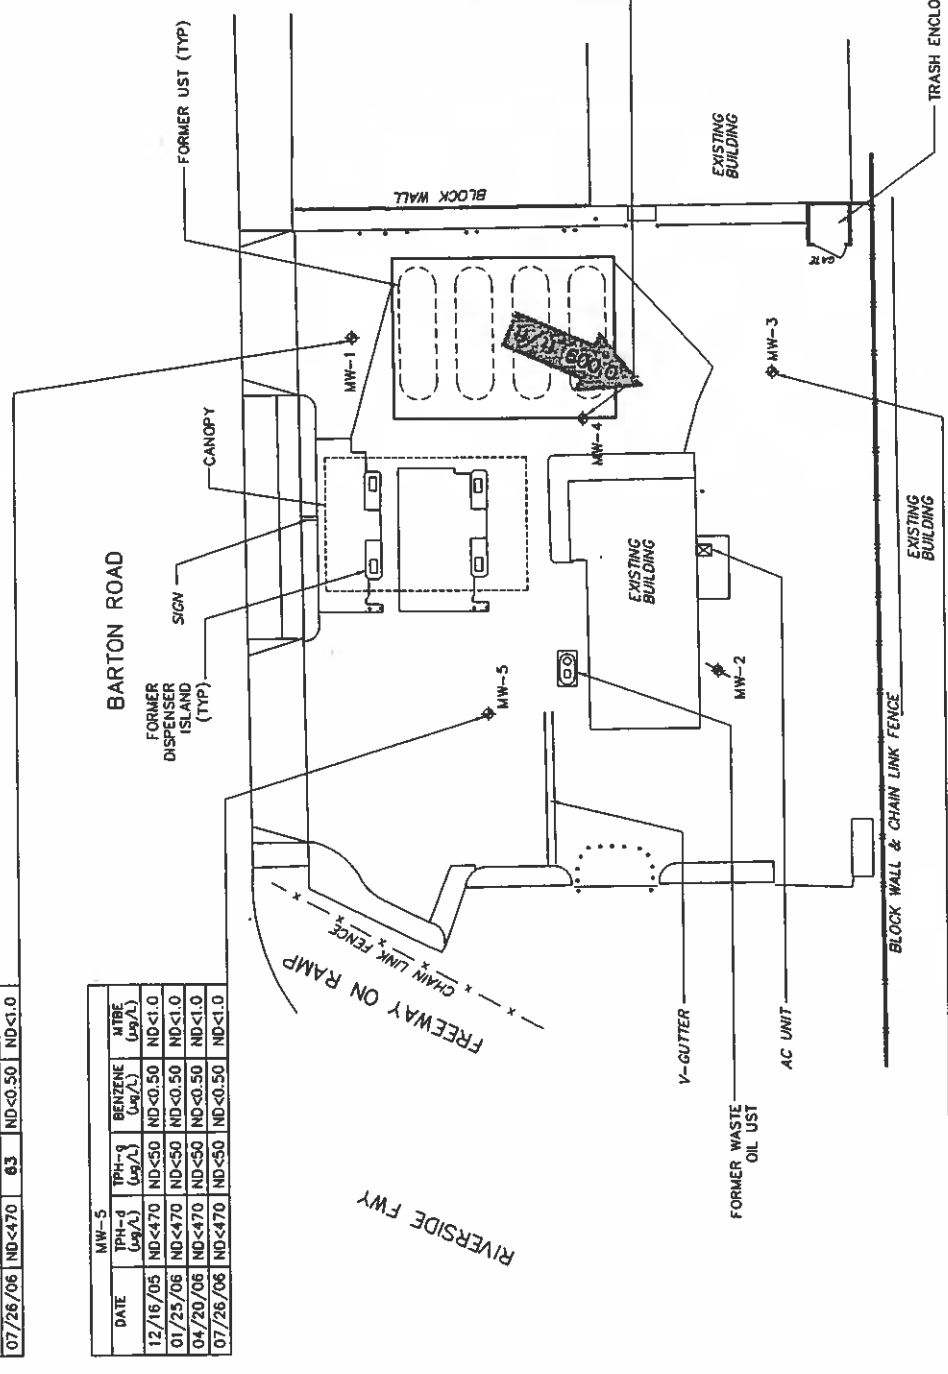 07/26/06 ND<470 63 ND<0.50 ND<1.0
MW-5
DATE TPH-d (ug/L) TPH-g (ug/L) BENZENE (ug/L) MTBE (ug/L)
12/16/05 ND<470 ND<50 ND<0.50 ND<1.0
01/25/06 ND<470 ND<50 ND<0.50 ND<1.0
04/20/06 ND<470 ND<50 ND<0.50 ND<1.0
07/26/06 ND<470 ND<50 ND<0.50 ND<1.0
BARTON ROAD
FORMER
DISPENSER
ISLAND
(TYP)
SIGN
CANOPY
FORMER UST (TYP)
MW-1
BLOCK WALL
EXISTING
BUILDING
GATE
TRASH ENCLO
MW-3
MW-4
EXISTING
BUILDING
MW-5
MW-2
EXISTING
BUILDING
BLOCK WALL & CHAIN LINK FENCE
CHAIN LINK FENCE
FREEWAY ON RAMP
RIVERSIDE FWY
V-GUTTER
FORMER WASTE
OIL UST
AC UNIT